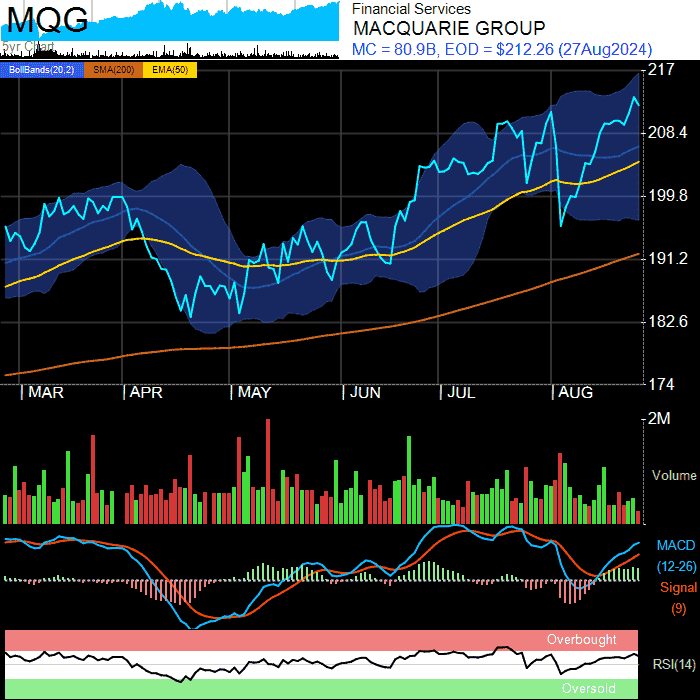 MQG
5yr Chart
Financial Services
MACQUARIE GROUP
MC = 80.9B, EOD = $212.26 (27Aug2024)
BollBands(20,2) SMA(200) EMA(50)
217
208.4
199.8
191.2
182.6
174
MAR APR MAY JUN JUL AUG
2M
Volume
MACD
(12-26)
Signal
(9)
Overbought
RSI(14)
Oversold